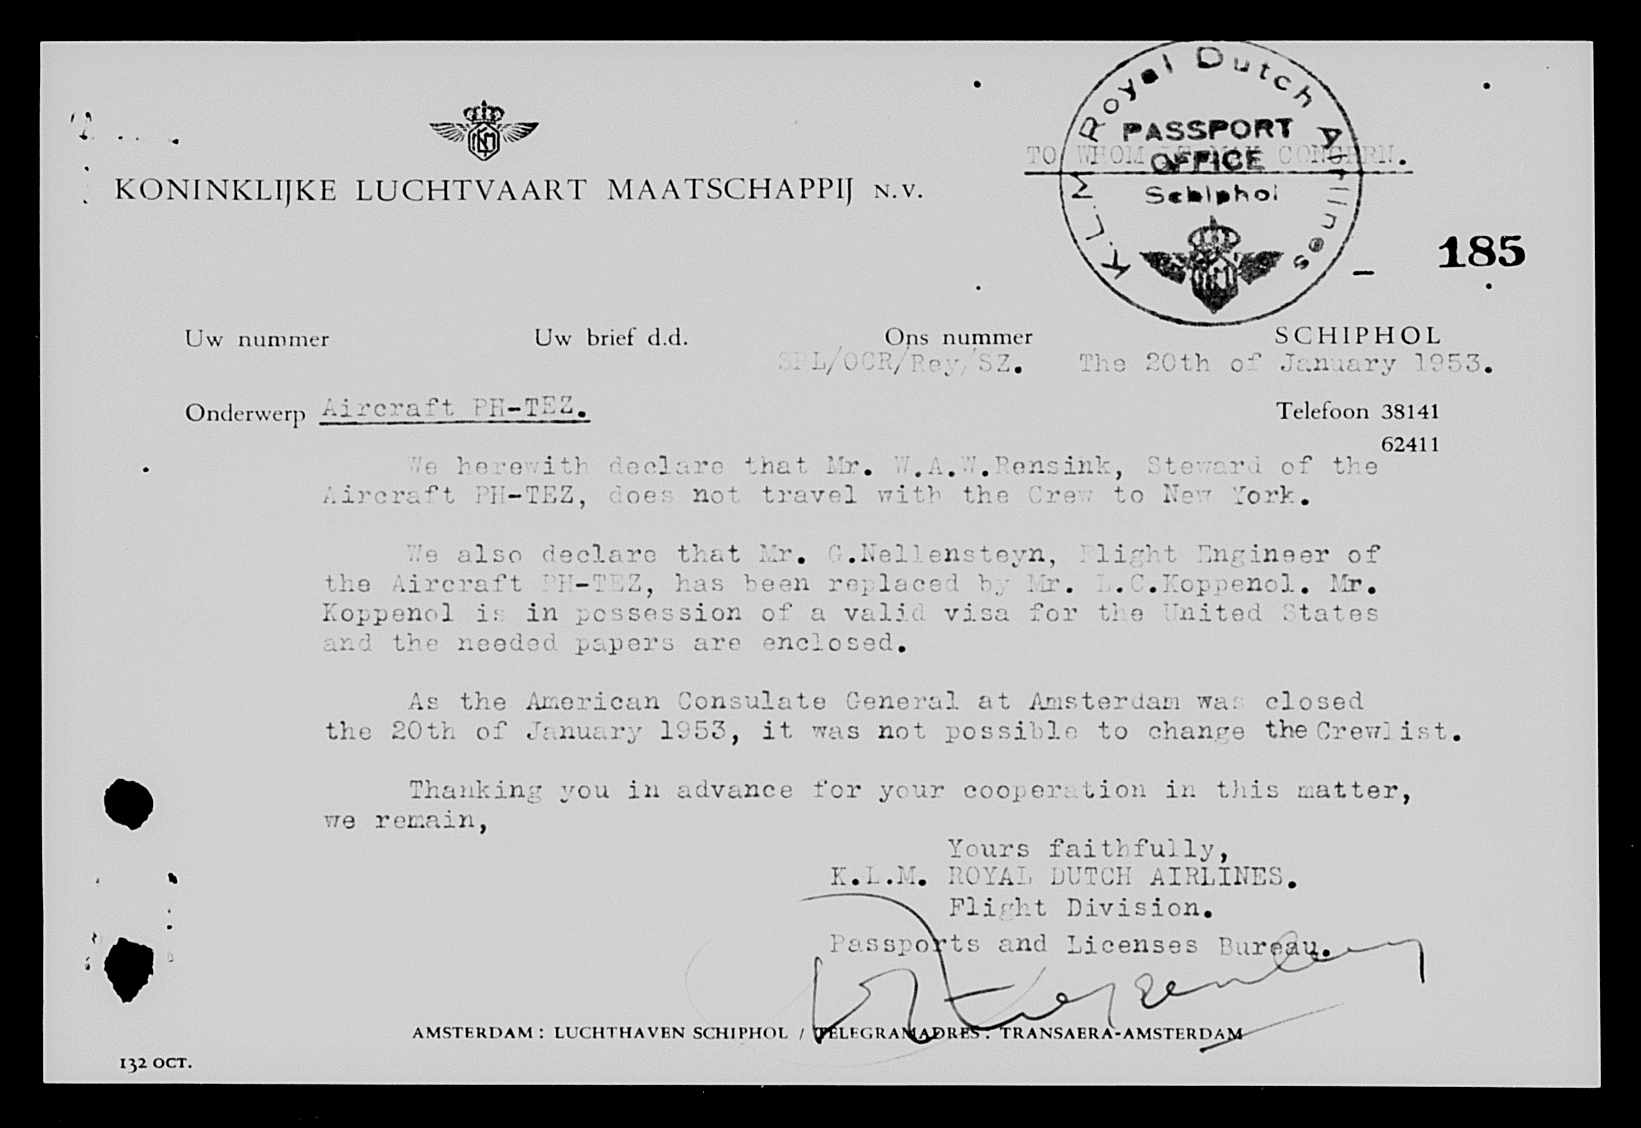 K.L.M. Royal Dutch Airlines
PASSPORT
OFFICE
Schiphol
TO WHOM IT MAY CONCERN.
KLM
KONINKLIJKE LUCHTVAART MAATSCHAPPIJ N.V.
185
Uw nummer Uw brief d.d. Ons nummer SCHIPHOL
SPL/OCR/Rey/SZ. The 20th of January 1953.
Onderwerp Aircraft PH-TEZ. Telefoon 38141
62411
We herewith declare that Mr. W.A.W.Rensink, Steward of the
Aircraft PH-TEZ, does not travel with the Crew to New York.
We also declare that Mr. G.Nellensteyn, Flight Engineer of
the Aircraft PH-TEZ, has been replaced by Mr. L.C.Koppenol. Mr.
Koppenol is in possession of a valid visa for the United States
and the needed papers are enclosed.
As the American Consulate General at Amsterdam was closed
the 20th of January 1953, it was not possible to change the Crewlist.
Thanking you in advance for your cooperation in this matter,
we remain,
Yours faithfully,
K.L.M. ROYAL DUTCH AIRLINES.
Flight Division.
Passports and Licenses Bureau.
AMSTERDAM: LUCHTHAVEN SCHIPHOL / TELEGRAMADRES: TRANSAERA-AMSTERDAM
132 OCT.